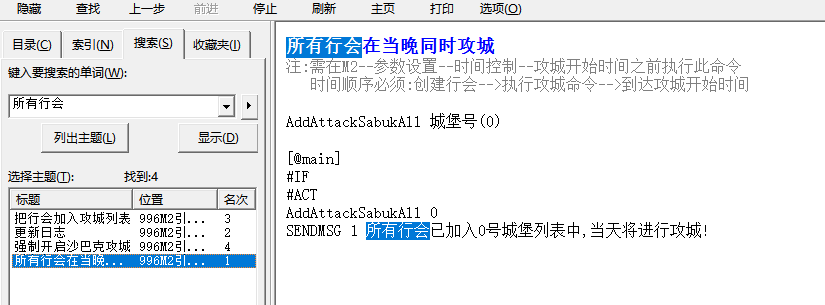 隐藏 查找 上一步 前进 停止 刷新 主页 打印 选项(O)
目录(C) 索引(N) 搜索(S) 收藏夹(I)
键入要搜索的单词(W):
所有行会
列出主题(L) 显示(D)
选择主题(T): 找到:4
标题 位置 名次
把行会加入攻城列表 996M2引... 3
更新日志 996M2引... 2
强制开启沙巴克攻城 996M2引... 4
所有行会在当晚... 996M2引... 1
所有行会在当晚同时攻城
注:需在M2--参数设置--时间控制--攻城开始时间之前执行此命令
时间顺序必须:创建行会-->执行攻城命令-->到达攻城开始时间
AddAttackSabukAll 城堡号(0)
[@main]
#IF
#ACT
AddAttackSabukAll 0
SENDMSG 1 所有行会已加入0号城堡列表中,当天将进行攻城!